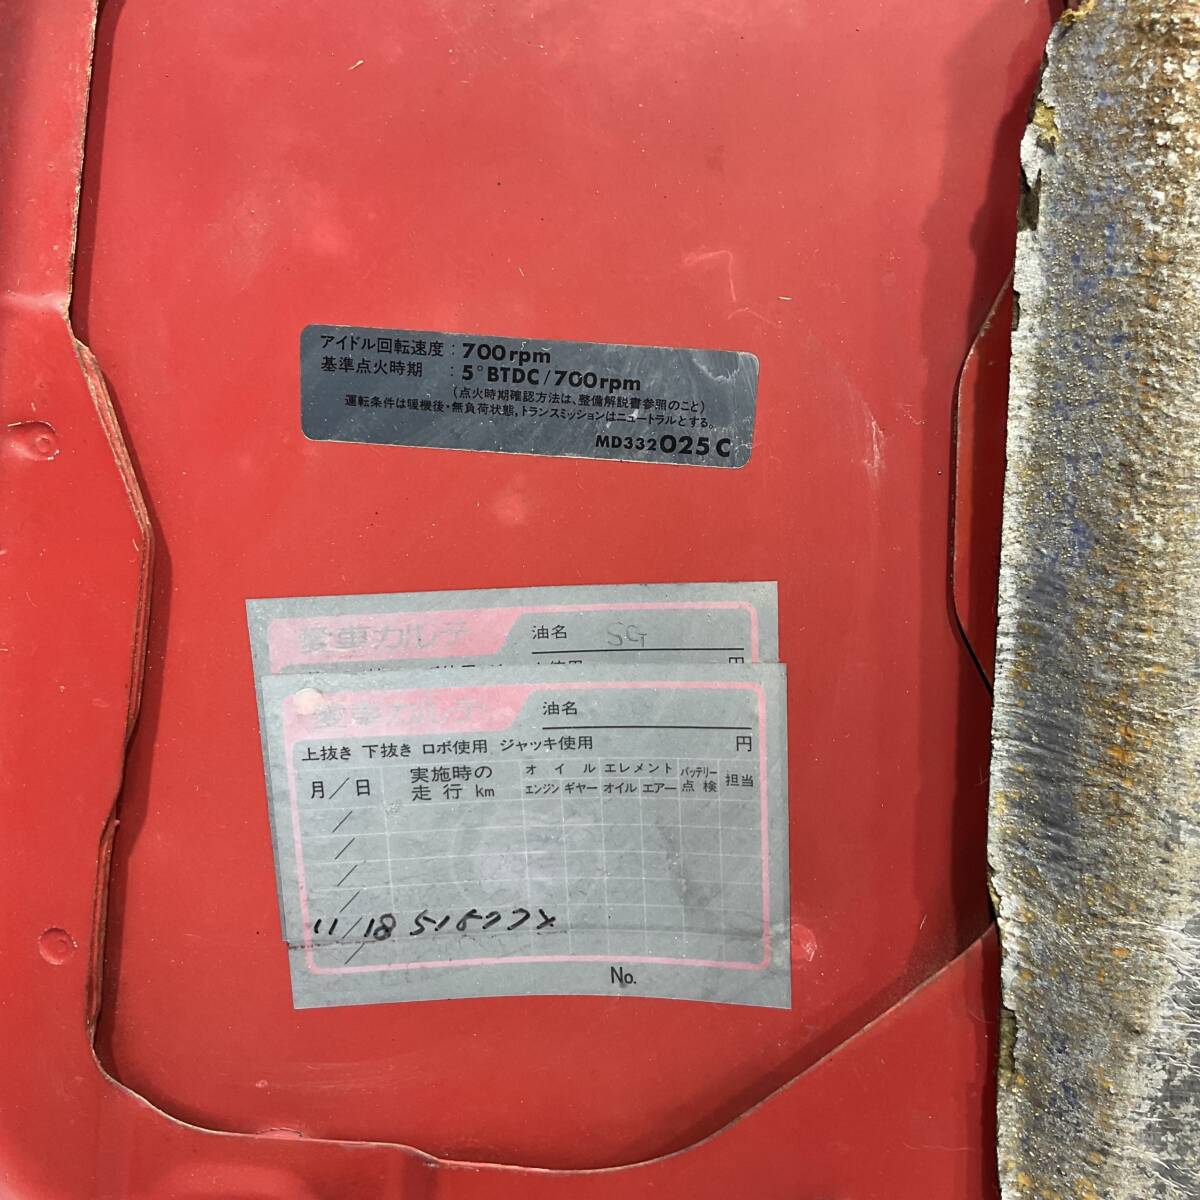 アイドル回転速度：700rpm
基準点火時期 ：5°BTDC/700rpm
(点火時期確認方法は、整備解説書参照のこと)
運転条件は暖機後・無負荷状態，トランスミッションはニュートラルとする。
MD332025C
愛車カルテ 油名 SG
円
愛車カルテ 油名
上抜き 下抜き ロボ使用 ジャッキ使用 円
月／日 実施時の走行km オイル エンジン ギヤー エレメント オイル エアー バッテリー点検 担当
／
／
／
／
11/18
／
No.